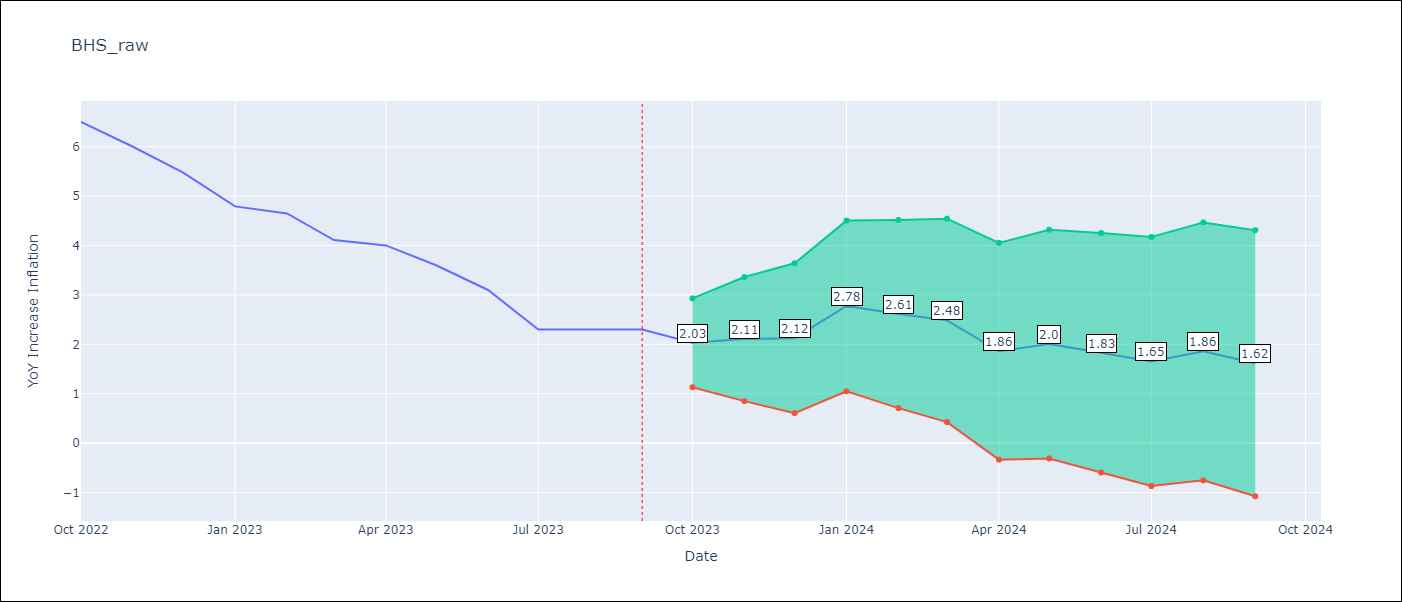 BHS_raw
YoY Increase Inflation
6
5
4
3
2
1
0
−1
2.03
2.11
2.12
2.78
2.61
2.48
1.86
2.0
1.83
1.65
1.86
1.62
Oct 2022
Jan 2023
Apr 2023
Jul 2023
Oct 2023
Jan 2024
Apr 2024
Jul 2024
Oct 2024
Date